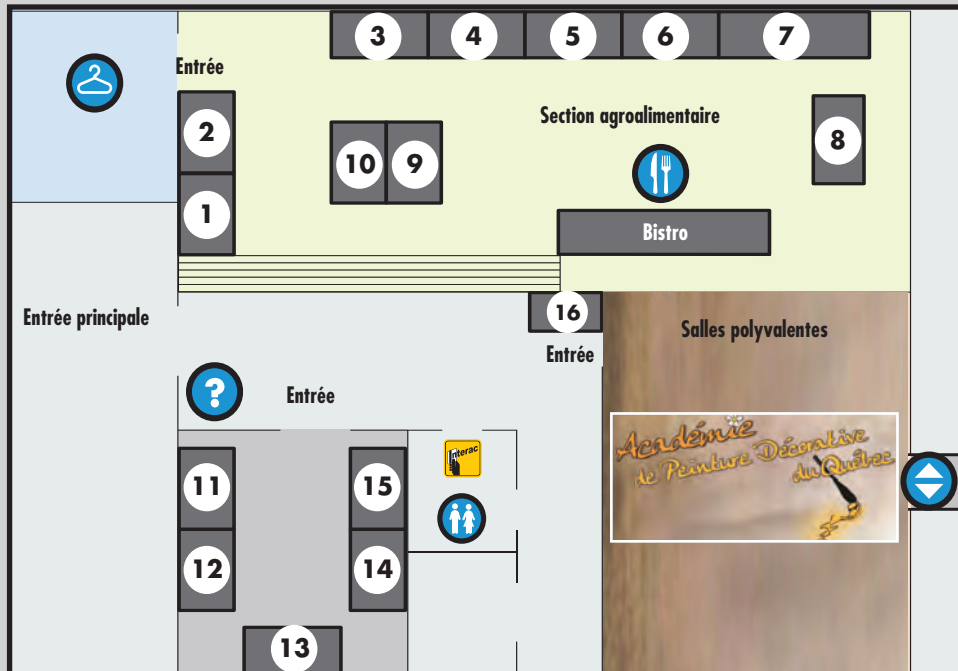 3 4 5 6 7
Entrée
2
Section agroalimentaire
8
10 9
1
Bistro
Entrée principale
16
Salles polyvalentes
Entrée
?
Entrée
Académie
de Peinture Décorative
du Québec
Interac
11 15
12 14
13